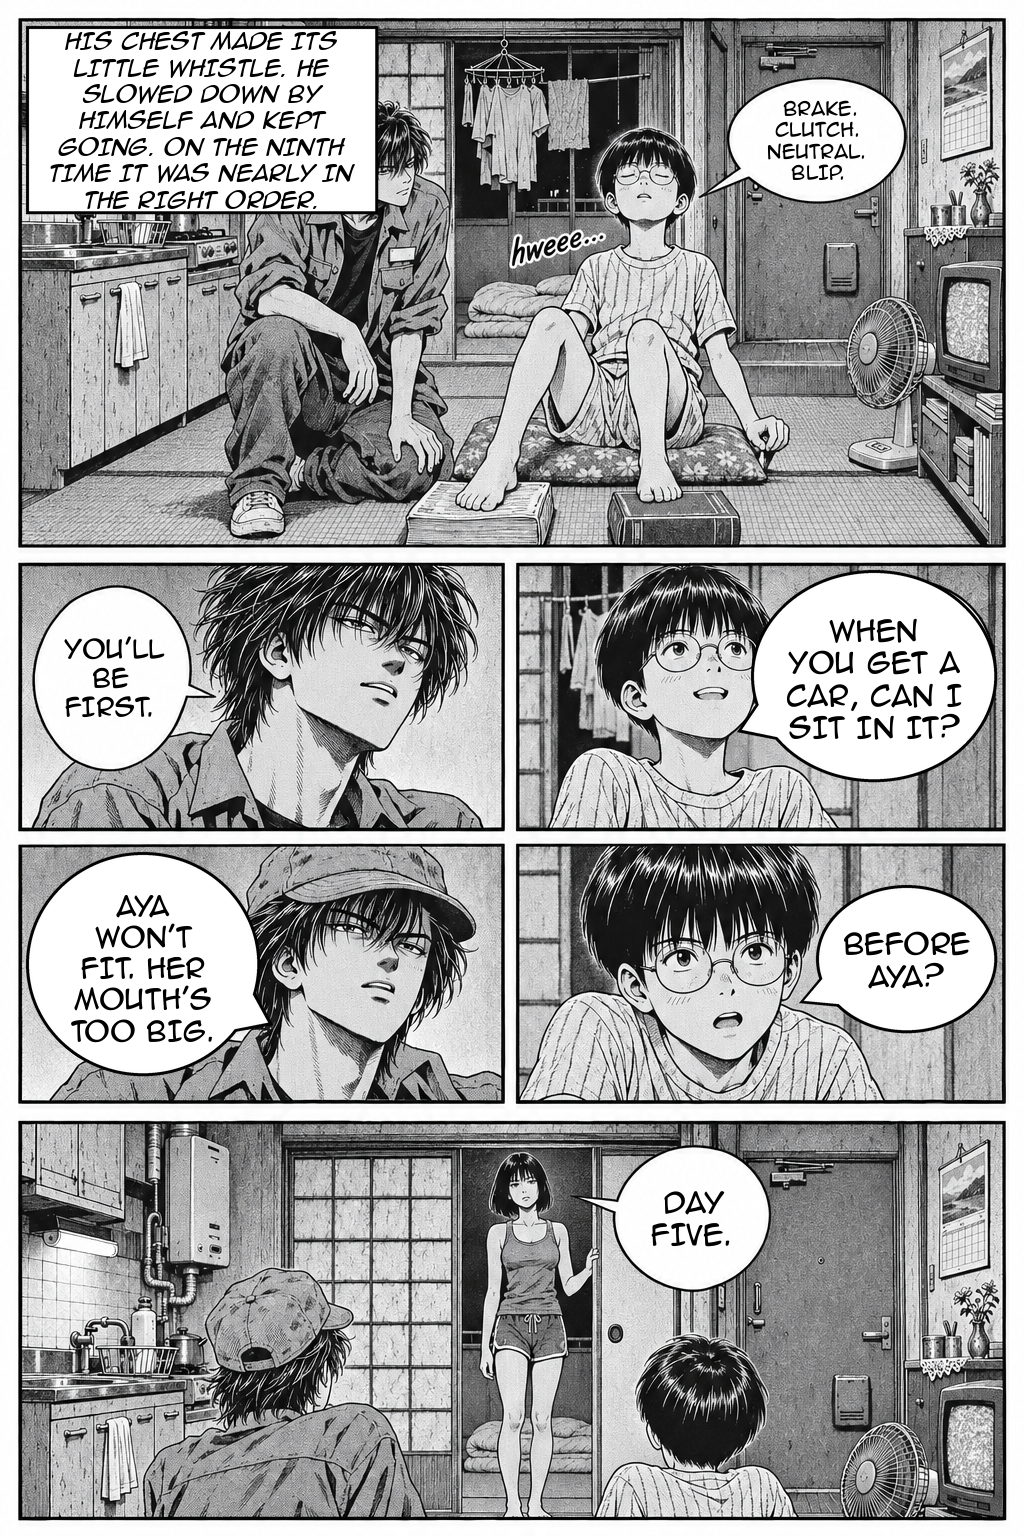 HIS CHEST MADE ITS
LITTLE WHISTLE. HE
SLOWED DOWN BY
HIMSELF AND KEPT
GOING. ON THE NINTH
TIME IT WAS NEARLY IN
THE RIGHT ORDER.
BRAKE.
CLUTCH.
NEUTRAL.
BLIP.
hweee...
YOU'LL
BE
FIRST.
WHEN
YOU GET A
CAR, CAN I
SIT IN IT?
AYA
WON'T
FIT. HER
MOUTH'S
TOO BIG.
BEFORE
AYA?
DAY
FIVE.